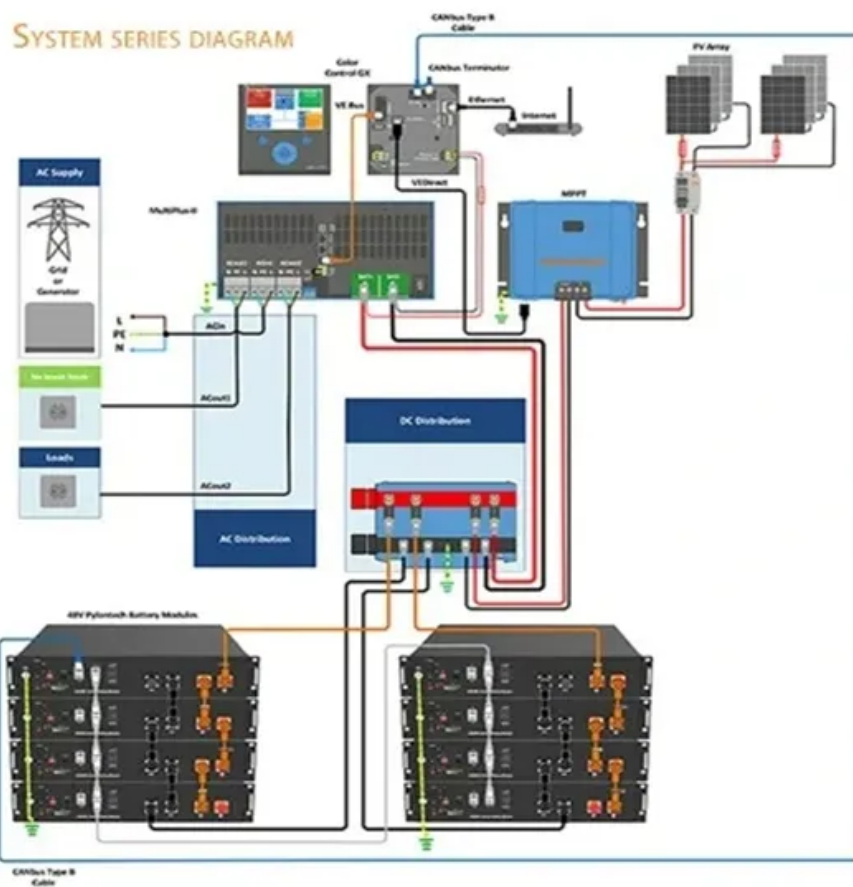 SYSTEM SERIES DIAGRAM
CANbus Type B
Cable
Color
Control GX
CANbus Terminator
PV Array
VE Bus
Ethernet
Internet
AC Supply
VEDirect
MPPT
MultiPlus-II
Grid
or
Generator
L
PE
N
ACin
ACout1
DC Distribution
Loads
ACout2
AC Distribution
48V Pylontech Battery Modules
CANbus Type B
Cable